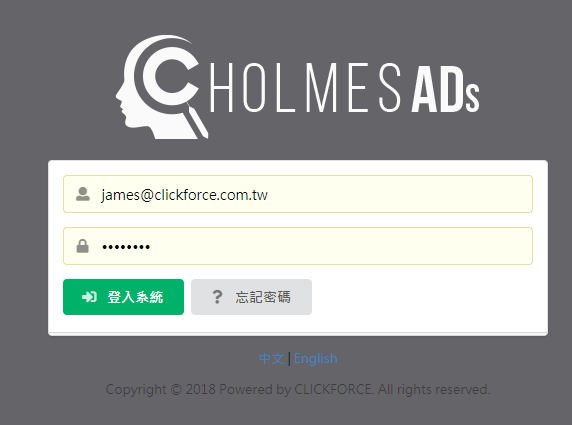 CHOLMES ADs
james@clickforce.com.tw
••••••••
登入系統 ? 忘記密碼
中文 | English
Copyright © 2018 Powered by CLICKFORCE. All rights reserved.